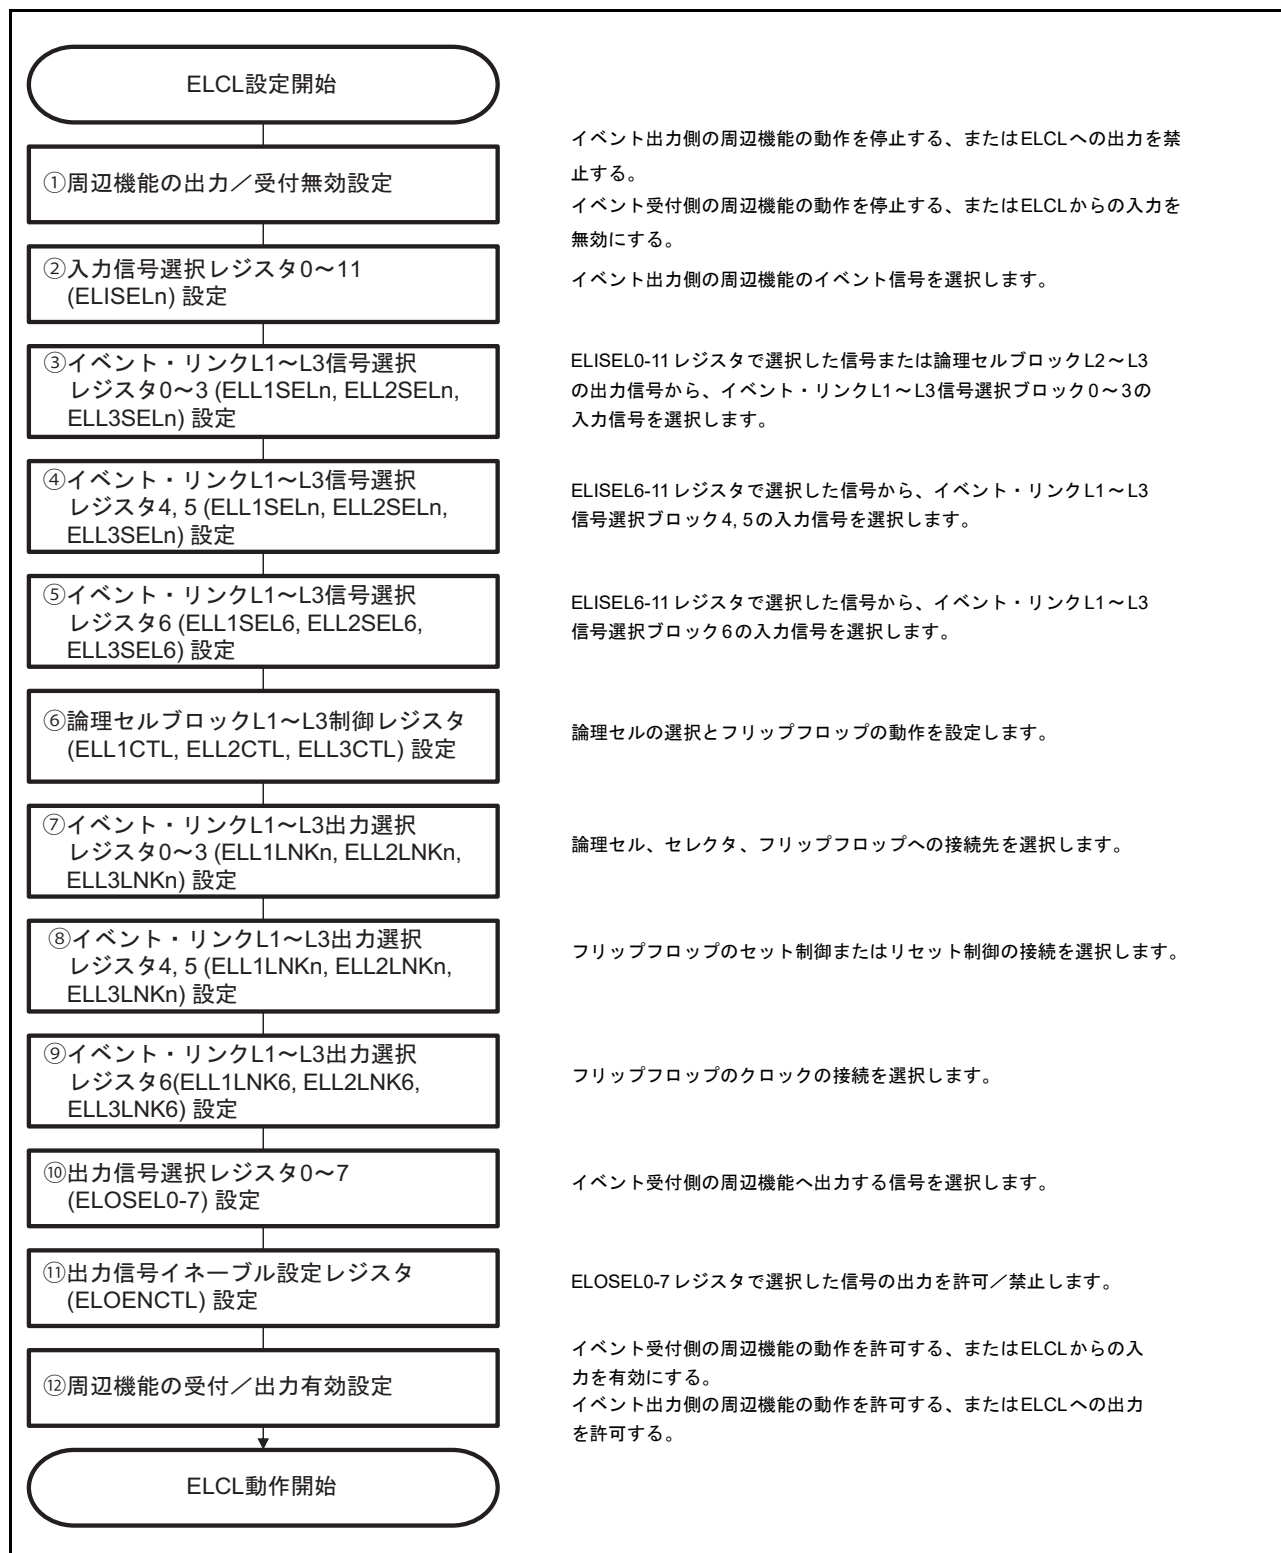 ELCL設定開始
①周辺機能の出力／受付無効設定
イベント出力側の周辺機能の動作を停止する、またはELCLへの出力を禁
止する。
イベント受付側の周辺機能の動作を停止する、またはELCLからの入力を
無効にする。
②入力信号選択レジスタ0～11
(ELISELn) 設定
イベント出力側の周辺機能のイベント信号を選択します。
③イベント・リンクL1～L3信号選択
レジスタ0～3 (ELL1SELn, ELL2SELn,
ELL3SELn) 設定
ELISEL0-11レジスタで選択した信号または論理セルブロックL2～L3
の出力信号から、イベント・リンクL1～L3信号選択ブロック0～3の
入力信号を選択します。
④イベント・リンクL1～L3信号選択
レジスタ4, 5 (ELL1SELn, ELL2SELn,
ELL3SELn) 設定
ELISEL6-11レジスタで選択した信号から、イベント・リンクL1～L3
信号選択ブロック4, 5の入力信号を選択します。
⑤イベント・リンクL1～L3信号選択
レジスタ6 (ELL1SEL6, ELL2SEL6,
ELL3SEL6) 設定
ELISEL6-11レジスタで選択した信号から、イベント・リンクL1～L3
信号選択ブロック6の入力信号を選択します。
⑥論理セルブロックL1～L3制御レジスタ
(ELL1CTL, ELL2CTL, ELL3CTL) 設定
論理セルの選択とフリップフロップの動作を設定します。
⑦イベント・リンクL1～L3出力選択
レジスタ0～3 (ELL1LNKn, ELL2LNKn,
ELL3LNKn) 設定
論理セル、セレクタ、フリップフロップへの接続先を選択します。
⑧イベント・リンクL1～L3出力選択
レジスタ4, 5 (ELL1LNKn, ELL2LNKn,
ELL3LNKn) 設定
フリップフロップのセット制御またはリセット制御の接続を選択します。
⑨イベント・リンクL1～L3出力選択
レジスタ6(ELL1LNK6, ELL2LNK6,
ELL3LNK6) 設定
フリップフロップのクロックの接続を選択します。
⑩出力信号選択レジスタ0～7
(ELOSEL0-7) 設定
イベント受付側の周辺機能へ出力する信号を選択します。
⑪出力信号イネーブル設定レジスタ
(ELOENCTL) 設定
ELOSEL0-7レジスタで選択した信号の出力を許可／禁止します。
⑫周辺機能の受付／出力有効設定
イベント受付側の周辺機能の動作を許可する、またはELCLからの入
力を有効にする。
イベント出力側の周辺機能の動作を許可する、またはELCLへの出力
を許可する。
ELCL動作開始